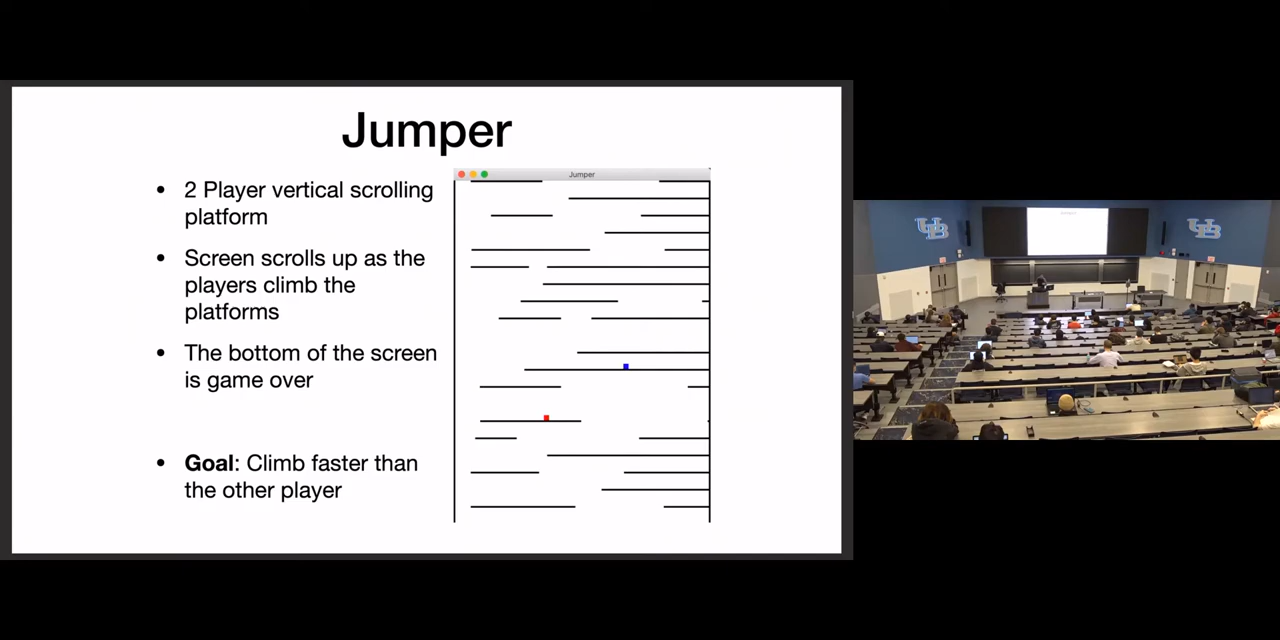 Jumper
• 2 Player vertical scrolling
platform
• Screen scrolls up as the
players climb the
platforms
• The bottom of the screen
is game over
• Goal: Climb faster than
the other player
Jumper
UB
UB